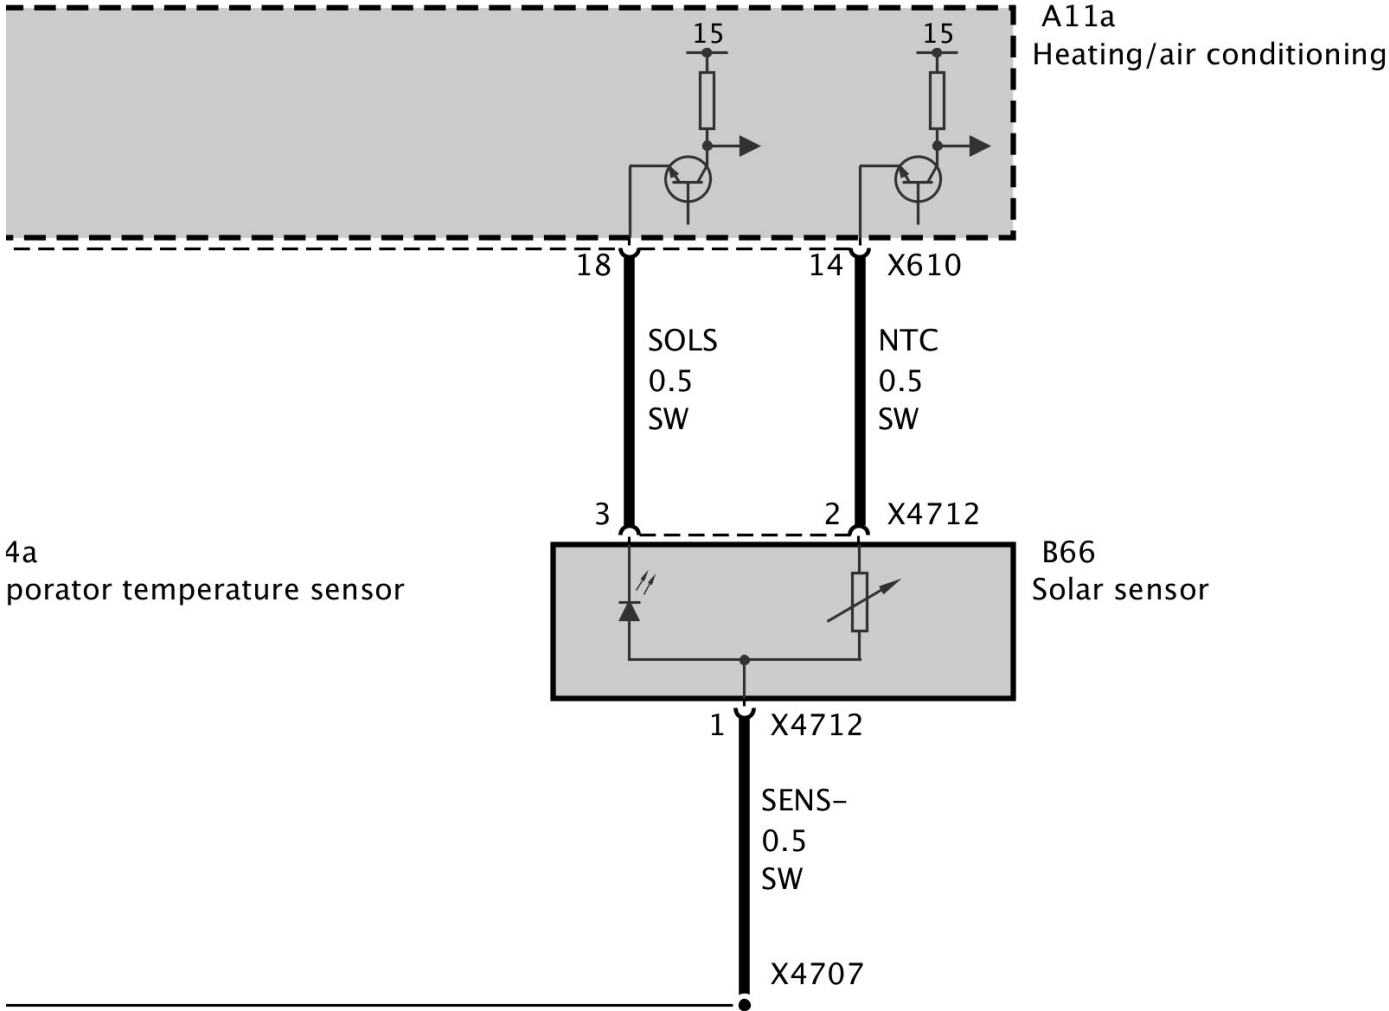 A11a
Heating/air conditioning
15
15
18
14
X610
SOLS
0.5
SW
NTC
0.5
SW
3
2
X4712
4a
porator temperature sensor
B66
Solar sensor
1
X4712
SENS-
0.5
SW
X4707